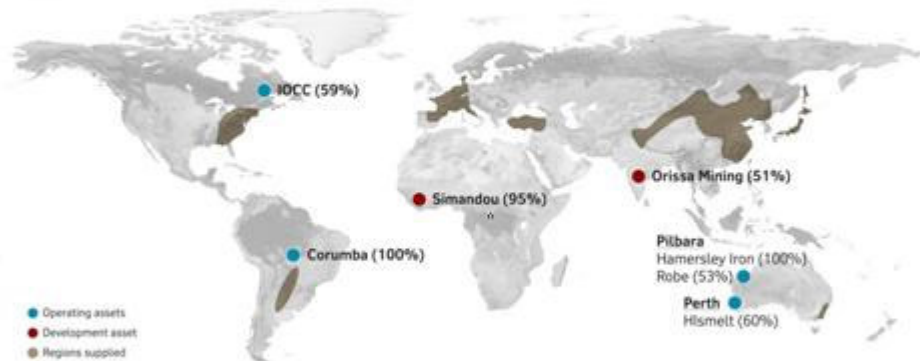 IOCC (59%)
Orissa Mining (51%)
Simandou (95%)
Pilbara
Hamersley Iron (100%)
Robe (53%)
Corumba (100%)
Perth
HIsmelt (60%)
Operating assets
Development asset
Regions supplied